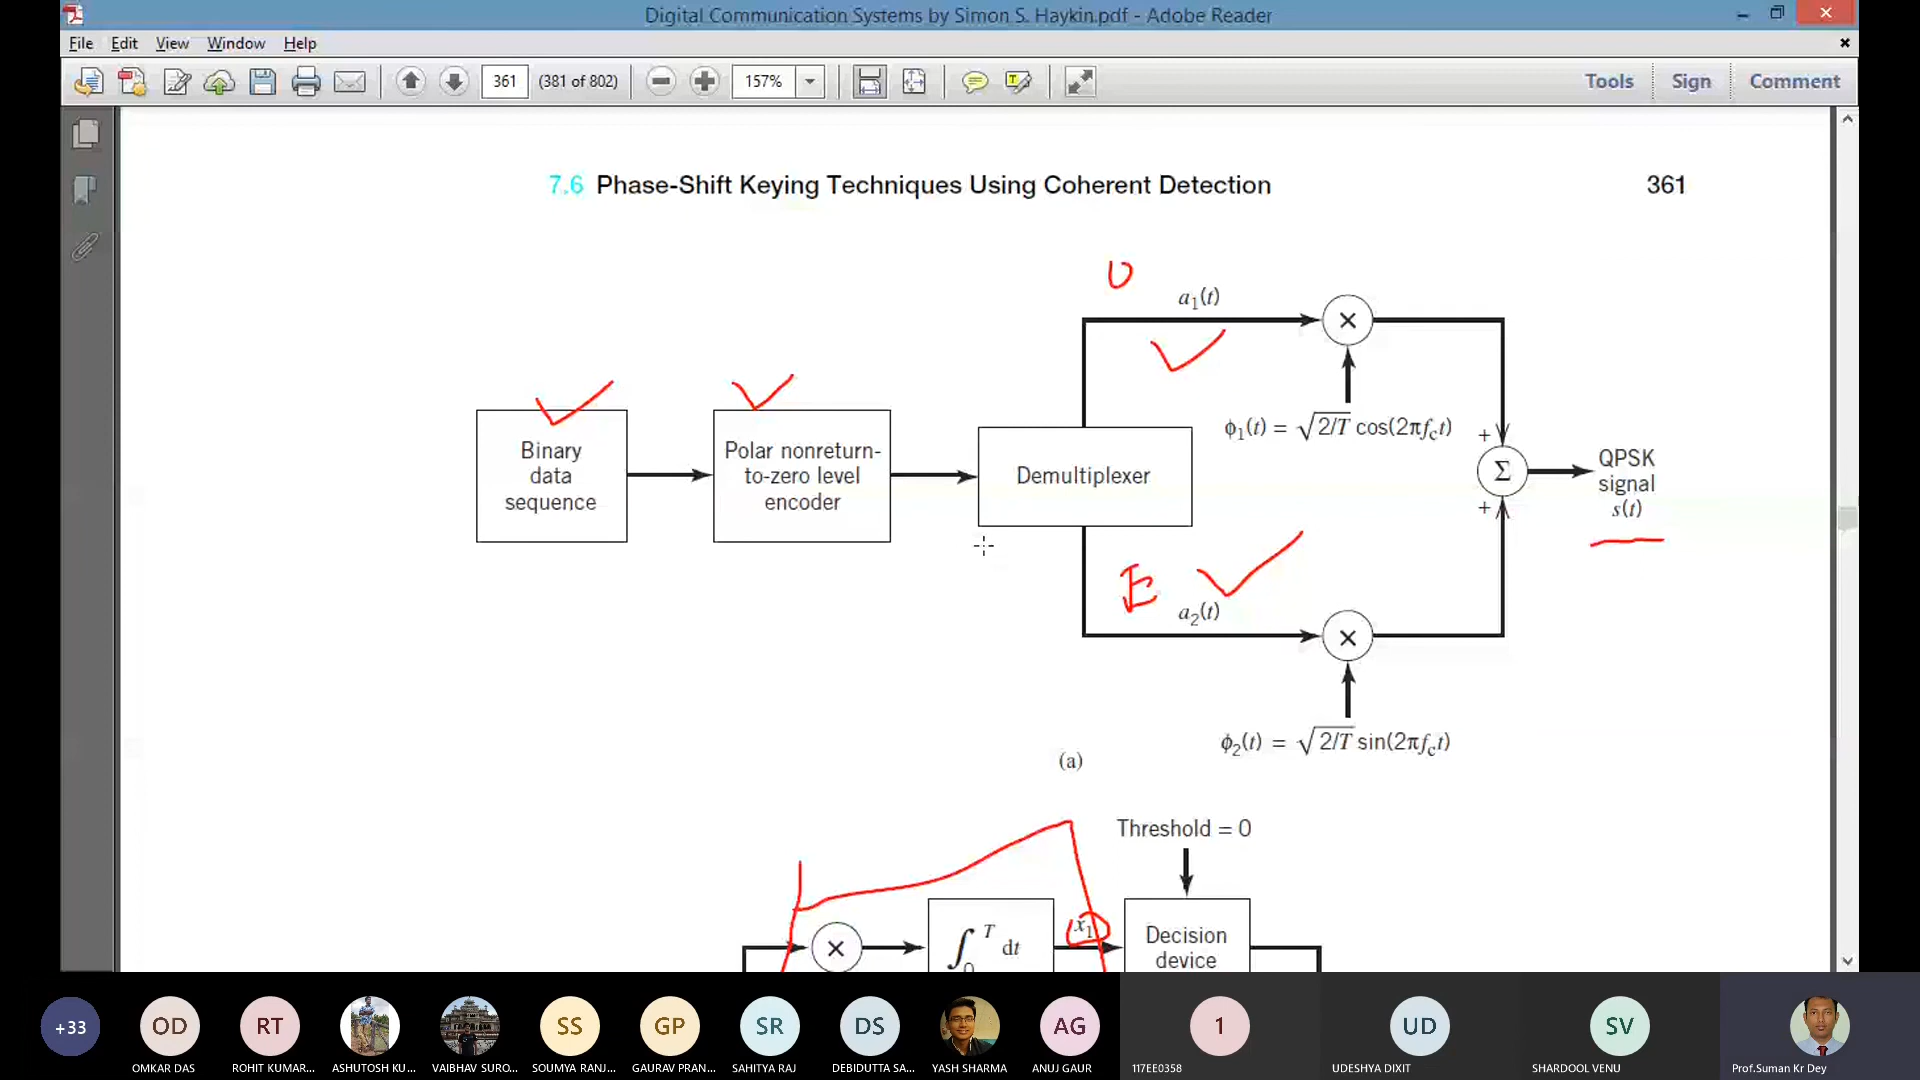 Digital Communication Systems by Simon S. Haykin.pdf - Adobe Reader
File Edit View Window Help
361 (381 of 802) 157% Tools Sign Comment
7.6 Phase-Shift Keying Techniques Using Coherent Detection 361
O
a₁(t)
×
ϕ₁(t) = √2/T cos(2πf_c t)
Binary
data
sequence
Polar nonreturn-
to-zero level
encoder
Demultiplexer
+
Σ
+
QPSK
signal
s(t)
E
a₂(t)
×
ϕ₂(t) = √2/T sin(2πf_c t)
(a)
Threshold = 0
×
∫₀ᵀ dt
x₁
Decision
device
+33
OD RT SS GP SR DS AG 1 UD SV
OMKAR DAS ROHIT KUMAR... ASHUTOSH KU... VAIBHAV SURO... SOUMYA RANJ... GAURAV PRAN... SAHITYA RAJ DEBIDUTTA SA... YASH SHARMA ANUJ GAUR 117EE0358 UDESHYA DIXIT SHARDOOL VENU Prof.Suman Kr Dey